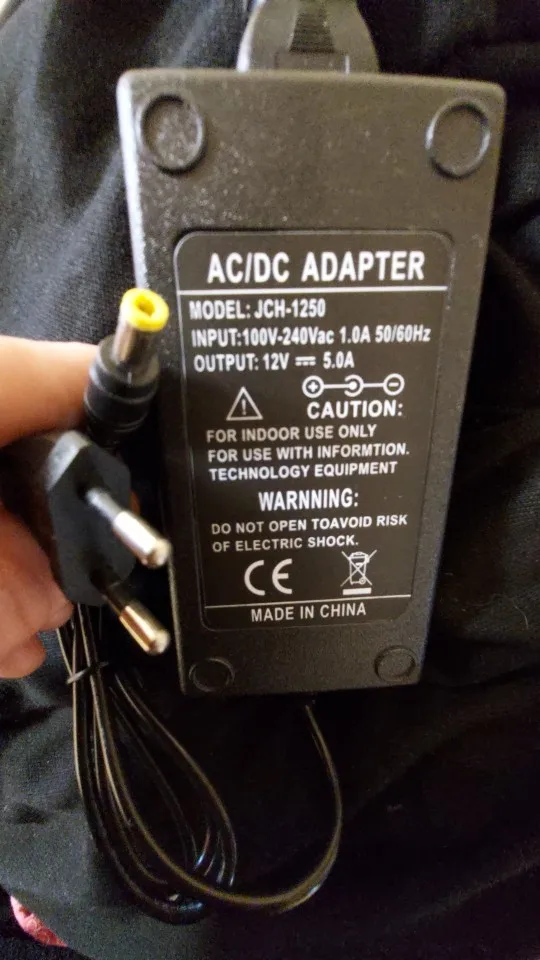 AC/DC ADAPTER
MODEL: JCH-1250
INPUT:100V-240Vac 1.0A 50/60Hz
OUTPUT: 12V ⎓ 5.0A
CAUTION:
FOR INDOOR USE ONLY
FOR USE WITH INFORMTION.
TECHNOLOGY EQUIPMENT
WARNNING:
DO NOT OPEN TOAVOID RISK
OF ELECTRIC SHOCK.
CE
MADE IN CHINA